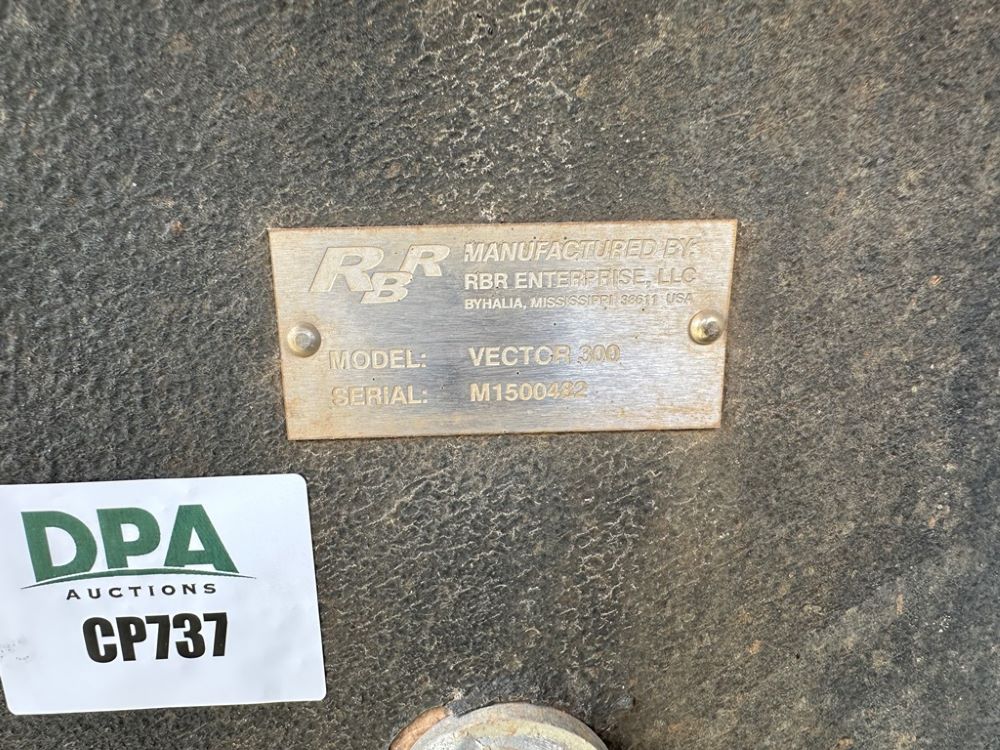 RBR
MANUFACTURED BY:
RBR ENTERPRISE, LLC
BYHALIA, MISSISSIPPI, 38611 USA
MODEL: VECTOR 300
SERIAL: M1500482
DPA
AUCTIONS
CP737